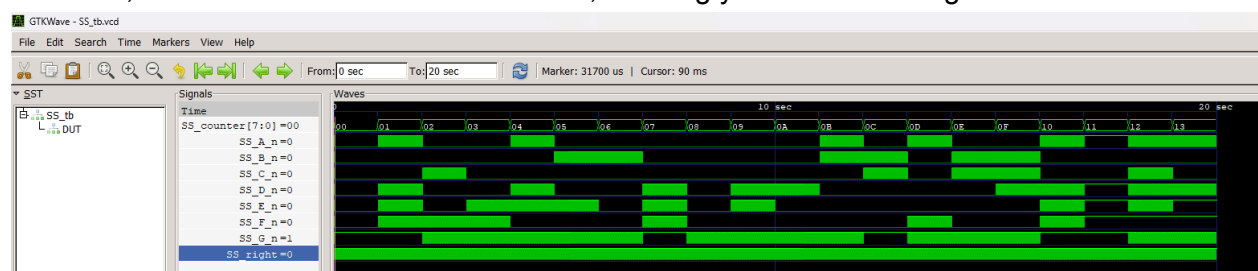 GTKWave - SS_tb.vcd
File Edit Search Time Markers View Help
From: 0 sec To: 20 sec Marker: 31700 us | Cursor: 90 ms
SST Signals Waves
SS_tb
DUT
Time 10 sec 20 sec
SS_counter[7:0] =00 00 01 02 03 04 05 06 07 08 09 0A 0B 0C 0D 0E 0F 10 11 12 13
SS_A_n=0
SS_B_n=0
SS_C_n=0
SS_D_n=0
SS_E_n=0
SS_F_n=0
SS_G_n=1
SS_right=0